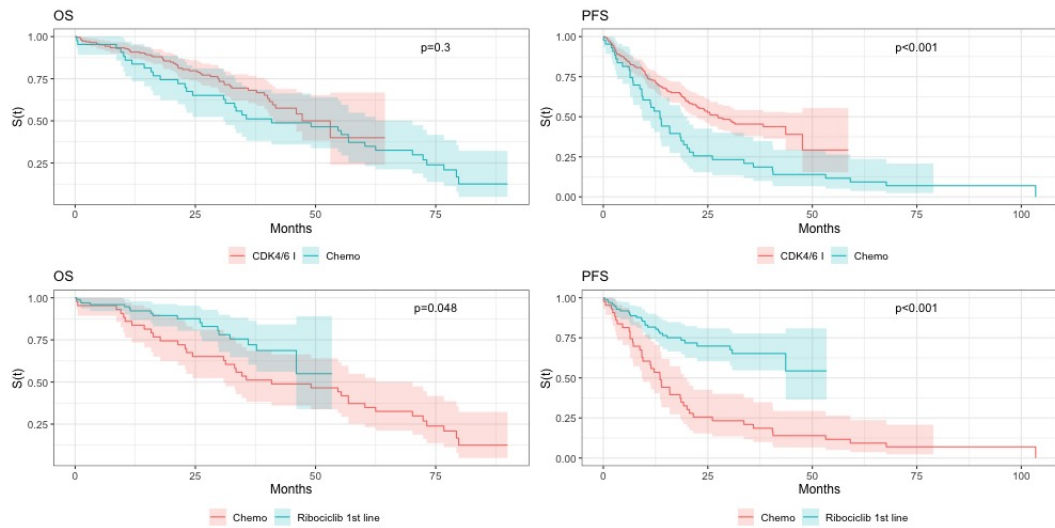 OS
p=0.3
1.00
0.75
0.50
0.25
S(t)
0 25 50 75
Months
CDK4/6 I Chemo
PFS
p<0.001
1.00
0.75
0.50
0.25
0.00
S(t)
0 25 50 75 100
Months
CDK4/6 I Chemo
OS
p=0.048
1.00
0.75
0.50
0.25
S(t)
0 25 50 75
Months
Chemo Ribociclib 1st line
PFS
p<0.001
1.00
0.75
0.50
0.25
0.00
S(t)
0 25 50 75 100
Months
Chemo Ribociclib 1st line